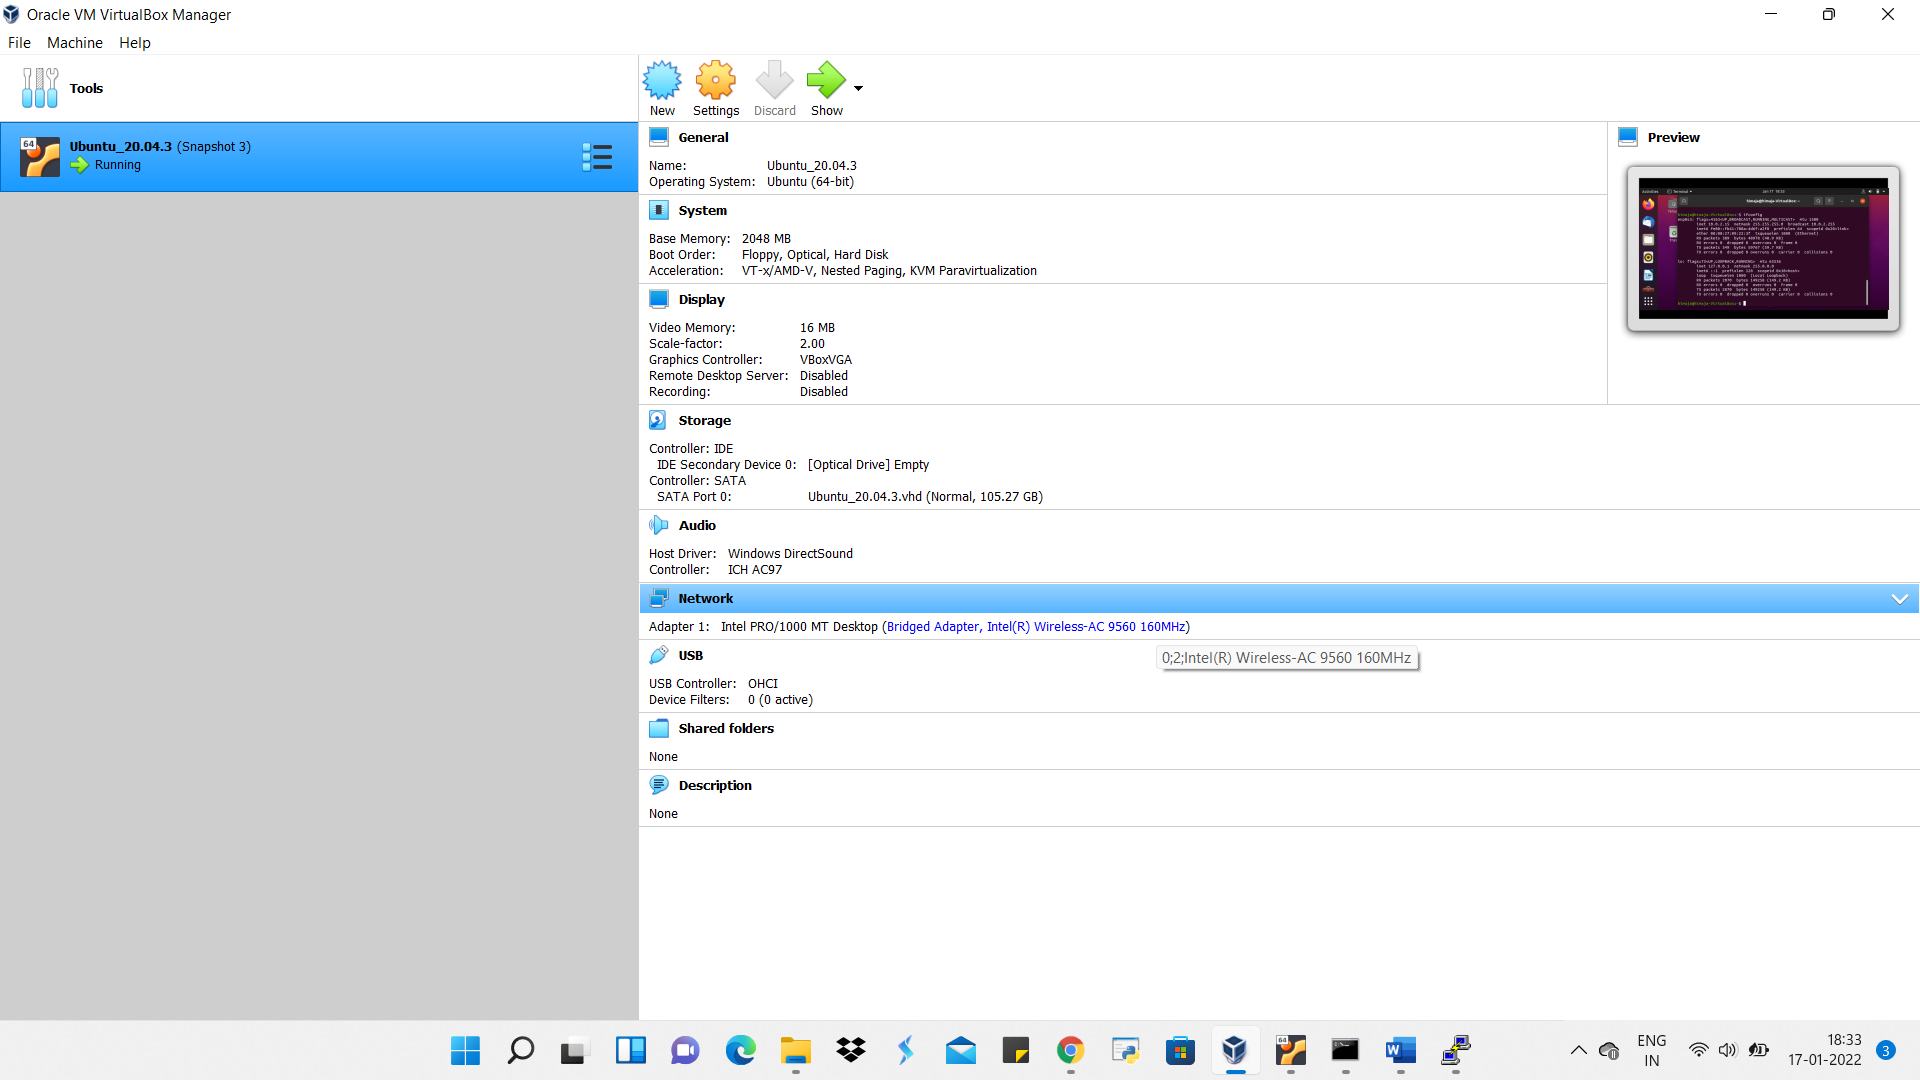 Oracle VM VirtualBox Manager
File Machine Help
Tools
New Settings Discard Show
64
Ubuntu_20.04.3 (Snapshot 3)
Running
General
Name: Ubuntu_20.04.3
Operating System: Ubuntu (64-bit)
Preview
System
Base Memory: 2048 MB
Boot Order: Floppy, Optical, Hard Disk
Acceleration: VT-x/AMD-V, Nested Paging, KVM Paravirtualization
Display
Video Memory: 16 MB
Scale-factor: 2.00
Graphics Controller: VBoxVGA
Remote Desktop Server: Disabled
Recording: Disabled
Storage
Controller: IDE
IDE Secondary Device 0: [Optical Drive] Empty
Controller: SATA
SATA Port 0: Ubuntu_20.04.3.vhd (Normal, 105.27 GB)
Audio
Host Driver: Windows DirectSound
Controller: ICH AC97
Network
Adapter 1: Intel PRO/1000 MT Desktop (Bridged Adapter, Intel(R) Wireless-AC 9560 160MHz)
0;2;Intel(R) Wireless-AC 9560 160MHz
USB
USB Controller: OHCI
Device Filters: 0 (0 active)
Shared folders
None
Description
None
64
ENG
IN
18:33
17-01-2022
3